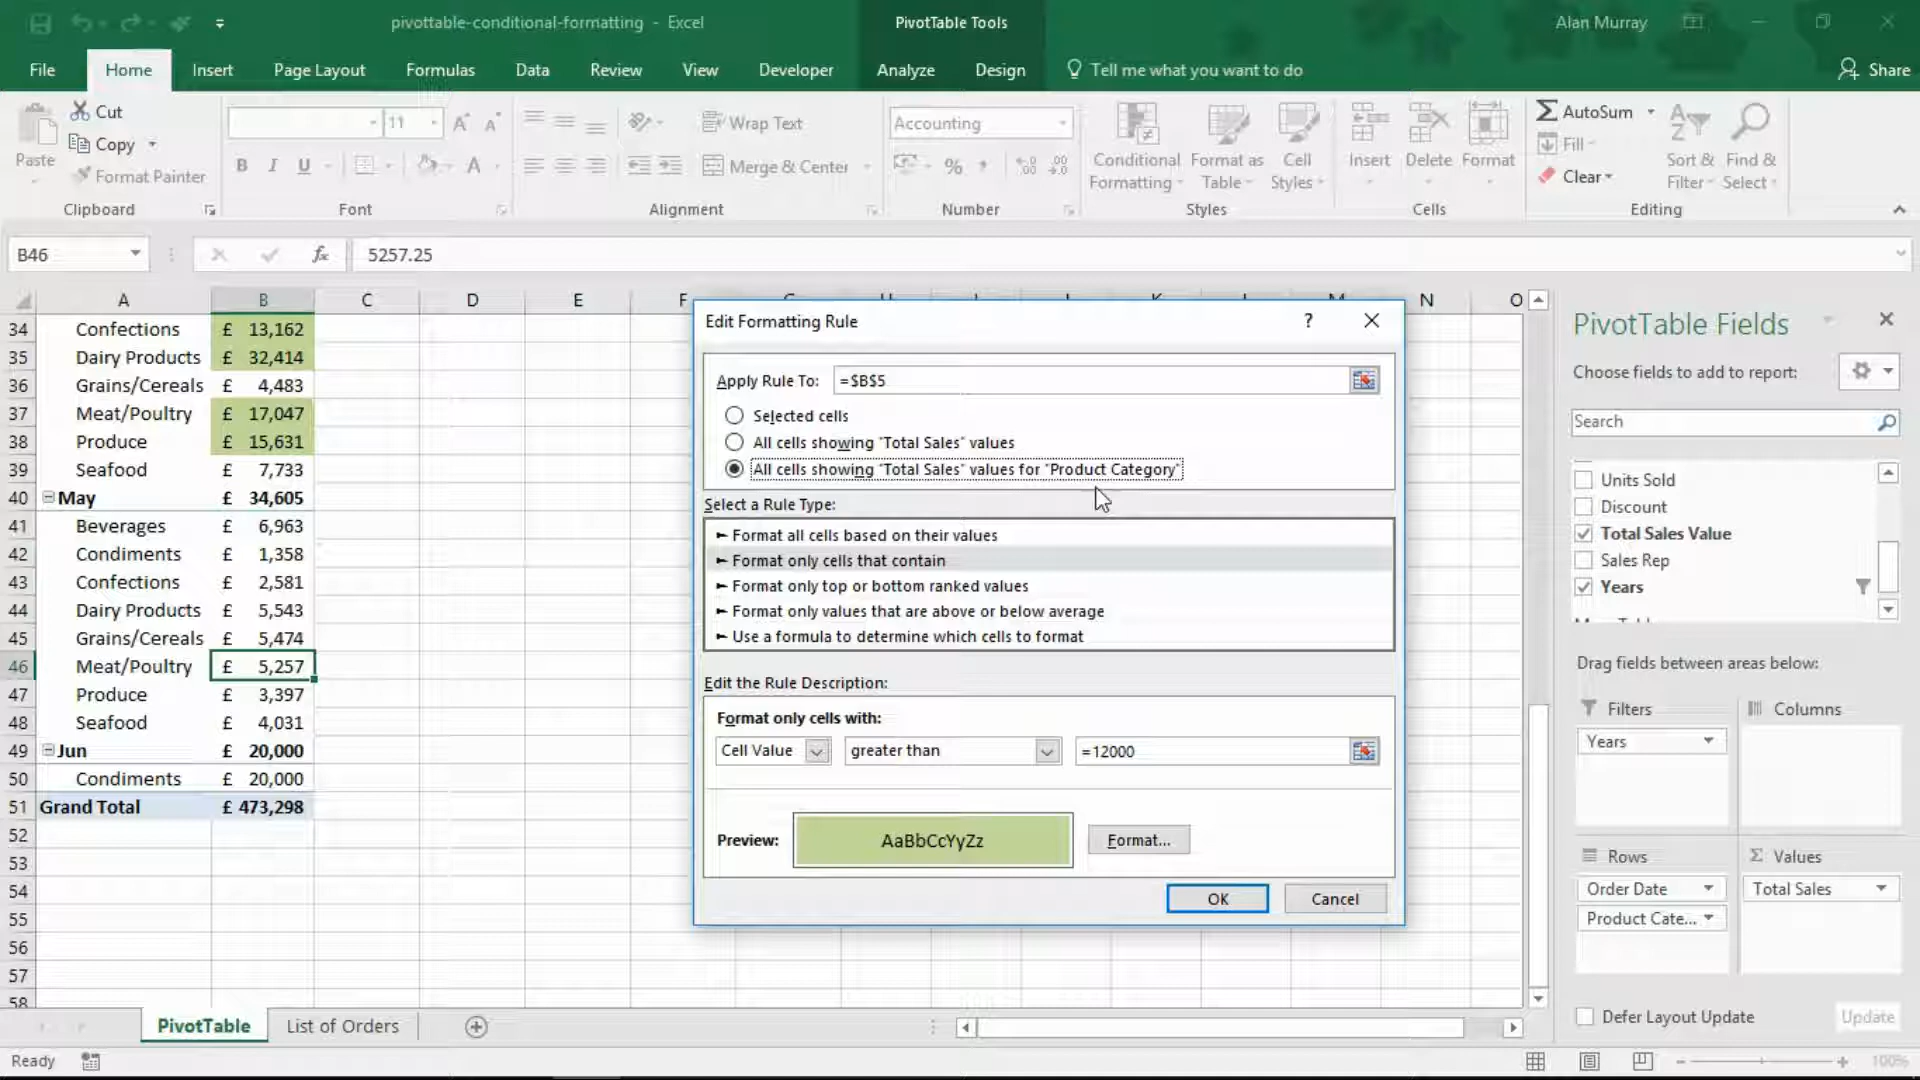 pivottable-conditional-formatting - Excel
PivotTable Tools
Alan Murray
File
Home
Insert
Page Layout
Formulas
Data
Review
View
Developer
Analyze
Design
Tell me what you want to do
Share
Paste
Cut
Copy
Format Painter
Clipboard
11
B I U
Font
Wrap Text
Merge & Center
Alignment
Accounting
%
Number
Conditional Formatting
Format as Table
Cell Styles
Styles
Insert
Delete
Format
Cells
AutoSum
Fill
Clear
Sort & Filter
Find & Select
Editing
B46
fx
5257.25
A B C D E F N O
34 Confections £ 13,162
35 Dairy Products £ 32,414
36 Grains/Cereals £ 4,483
37 Meat/Poultry £ 17,047
38 Produce £ 15,631
39 Seafood £ 7,733
40 May £ 34,605
41 Beverages £ 6,963
42 Condiments £ 1,358
43 Confections £ 2,581
44 Dairy Products £ 5,543
45 Grains/Cereals £ 5,474
46 Meat/Poultry £ 5,257
47 Produce £ 3,397
48 Seafood £ 4,031
49 Jun £ 20,000
50 Condiments £ 20,000
51 Grand Total £ 473,298
52
53
54
55
56
57
58
Edit Formatting Rule
?
Apply Rule To: =$B$5
Selected cells
All cells showing "Total Sales" values
All cells showing "Total Sales" values for "Product Category"
Select a Rule Type:
► Format all cells based on their values
► Format only cells that contain
► Format only top or bottom ranked values
► Format only values that are above or below average
► Use a formula to determine which cells to format
Edit the Rule Description:
Format only cells with:
Cell Value
greater than
=12000
Preview:
AaBbCcYyZz
Format...
OK
Cancel
PivotTable Fields
Choose fields to add to report:
Search
Units Sold
Discount
Total Sales Value
Sales Rep
Years
Drag fields between areas below:
Filters
Columns
Years
Rows
Σ Values
Order Date
Total Sales
Product Cate...
Defer Layout Update
Update
PivotTable
List of Orders
Ready
100%